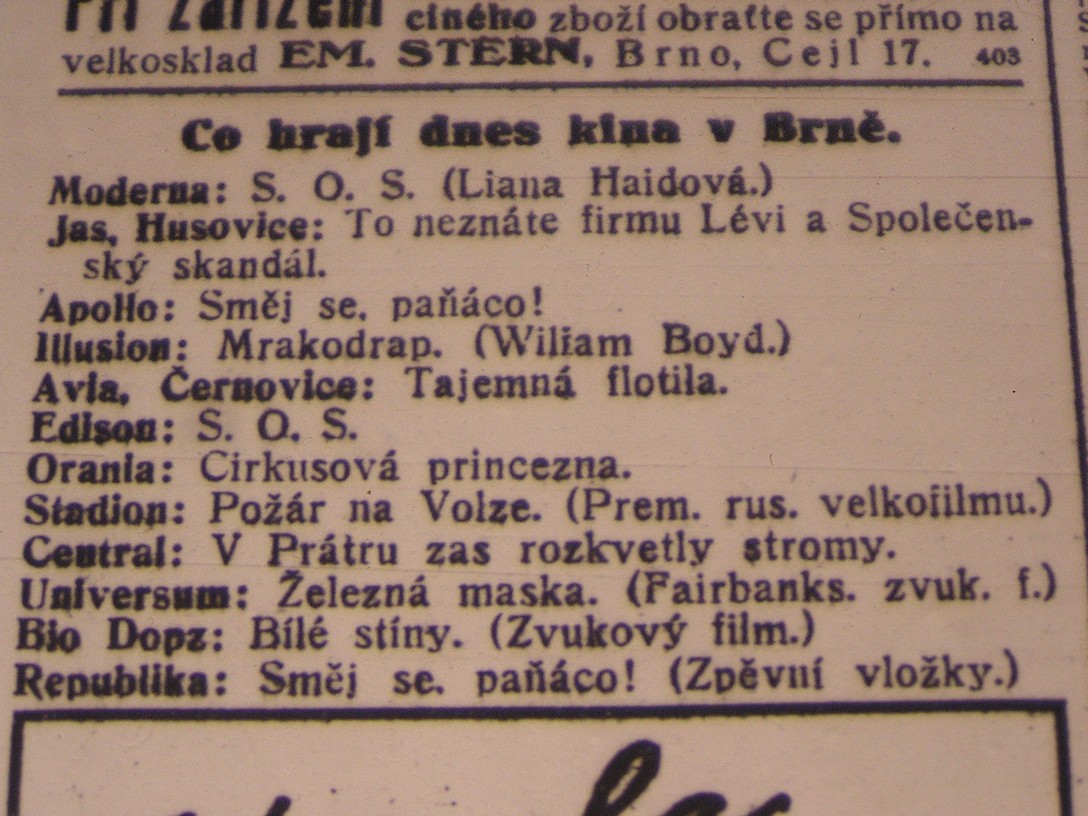 Při zařízení ciného zboží obraťte se přímo na
velkosklad EM. STERN, Brno, Cejl 17. 403
Co hrají dnes kina v Brně.
Moderna: S. O. S. (Liana Haidová.)
Jas, Husovice: To neznáte firmu Lévi a Společen-
ský skandál.
Apollo: Směj se, paňáco!
Illusion: Mrakodrap. (Wiliam Boyd.)
Avia, Černovice: Tajemná flotila.
Edison: S. O. S.
Orania: Cirkusová princezna.
Stadion: Požár na Volze. (Prem. rus. velkofilmu.)
Central: V Prátru zas rozkvetly stromy.
Universum: Železná maska. (Fairbanks. zvuk. f.)
Bio Dopz: Bílé stíny. (Zvukový film.)
Republika: Směj se, paňáco! (Zpěvní vložky.)